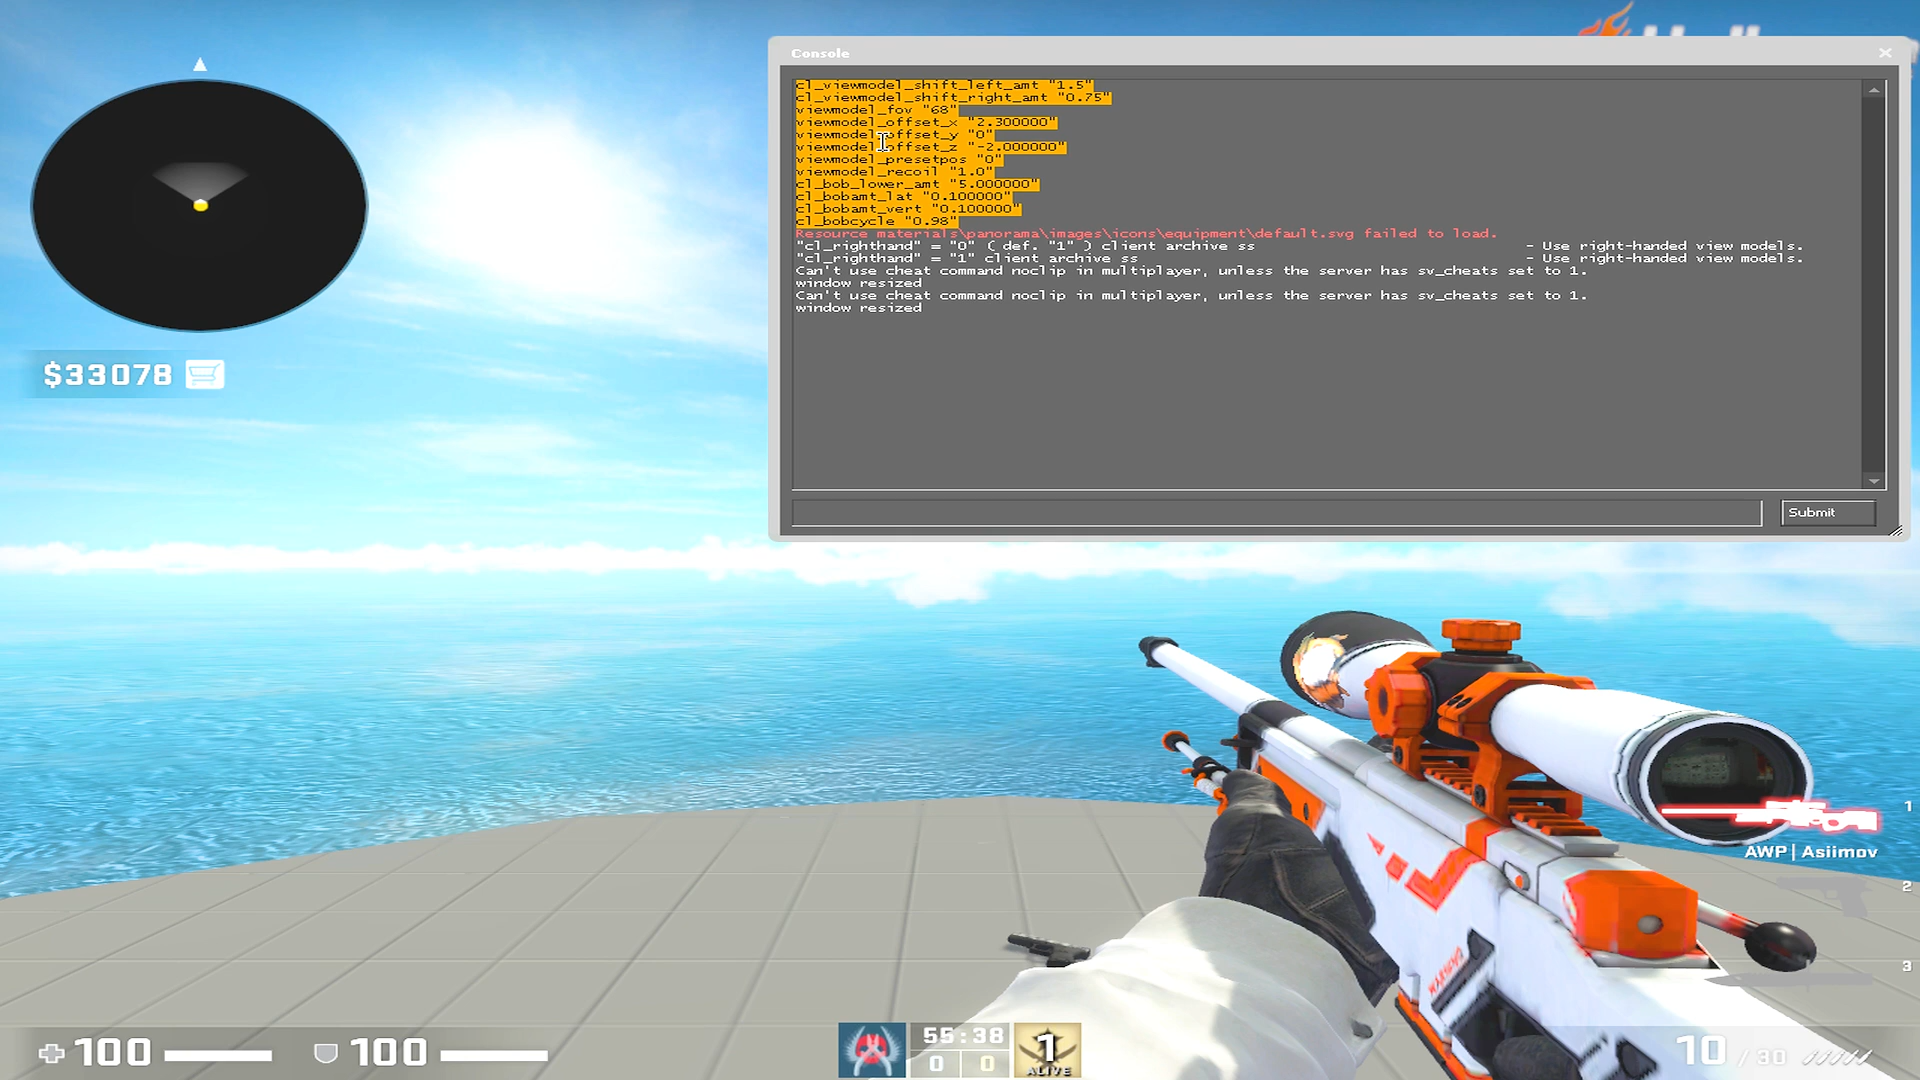 Console
cl_viewmodel_shift_left_amt "1.5"
cl_viewmodel_shift_right_amt "0.75"
viewmodel_fov "68"
viewmodel_offset_x "2.300000"
viewmodel_offset_y "0"
viewmodel_offset_z "-2.000000"
viewmodel_presetpos "0"
viewmodel_recoil "1.0"
cl_bob_lower_amt "5.000000"
cl_bobamt_lat "0.100000"
cl_bobamt_vert "0.100000"
cl_bobcycle "0.98"
Resource materials\panorama\images\icons\equipment\default.svg failed to load.
"cl_righthand" = "0" ( def. "1" ) client archive ss - Use right-handed view models.
"cl_righthand" = "1" client archive ss - Use right-handed view models.
Can't use cheat command noclip in multiplayer, unless the server has sv_cheats set to 1.
window resized
Can't use cheat command noclip in multiplayer, unless the server has sv_cheats set to 1.
window resized
Submit
$33078
1
AWP | Asiimov
2
3
100
100
55:38
0 0
1
ALIVE
10 / 30